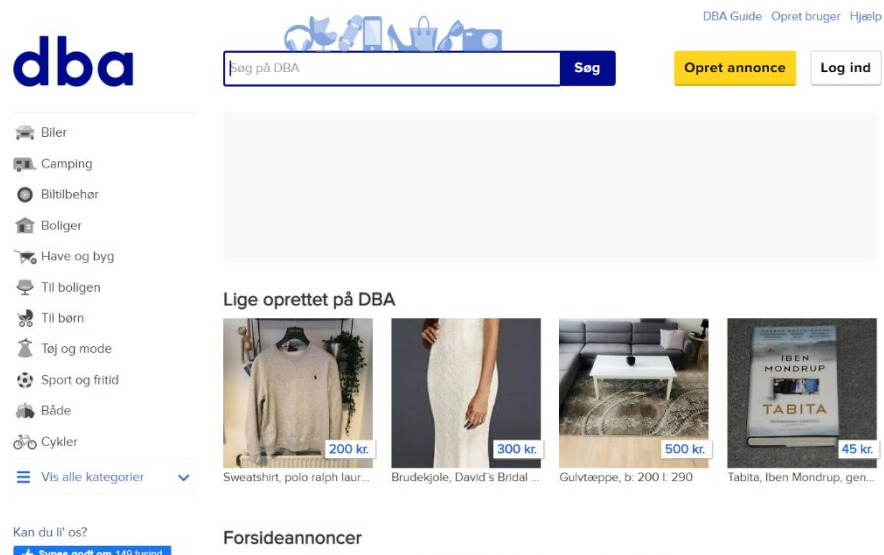 DBA Guide Opret bruger Hjælp
dba
Søg på DBA
Søg
Opret annonce
Log ind
Biler
Camping
Biltilbehør
Boliger
Have og byg
Til boligen
Til børn
Tøj og mode
Sport og fritid
Både
Cykler
Vis alle kategorier
Kan du li' os?
Synes godt om 149 tusind
Lige oprettet på DBA
200 kr.
Sweatshirt, polo ralph laur...
300 kr.
Brudekjole, David´s Bridal ...
500 kr.
Gulvtæppe, b: 200 l: 290
IBEN
MONDRUP
TABITA
45 kr.
Tabita, Iben Mondrup, gen...
Forsideannoncer